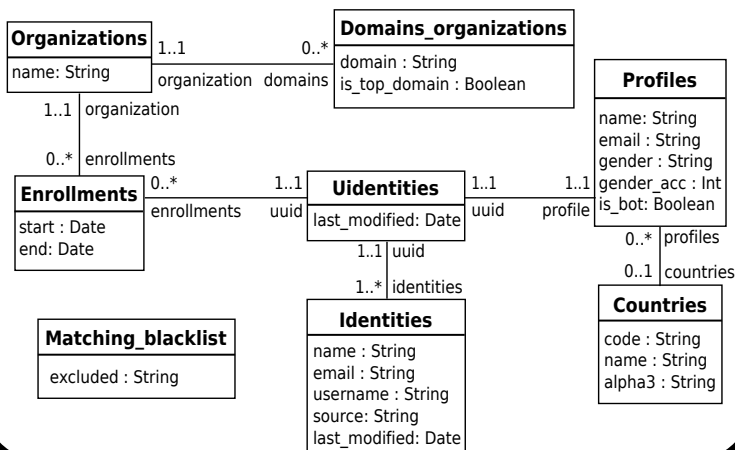 Organizations
name: String
1..1
0..*
organization
domains
Domains_organizations
domain : String
is_top_domain : Boolean
Profiles
name: String
email : String
gender : String
gender_acc : Int
is_bot: Boolean
1..1
organization
0..*
enrollments
Enrollments
start : Date
end: Date
0..*
1..1
enrollments
uuid
Uidentities
last_modified: Date
1..1
1..1
uuid
profile
0..*
profiles
0..1
countries
1..1
uuid
1..*
identities
Countries
code : String
name : String
alpha3 : String
Matching_blacklist
excluded : String
Identities
name : String
email : String
username : String
source: String
last_modified: Date